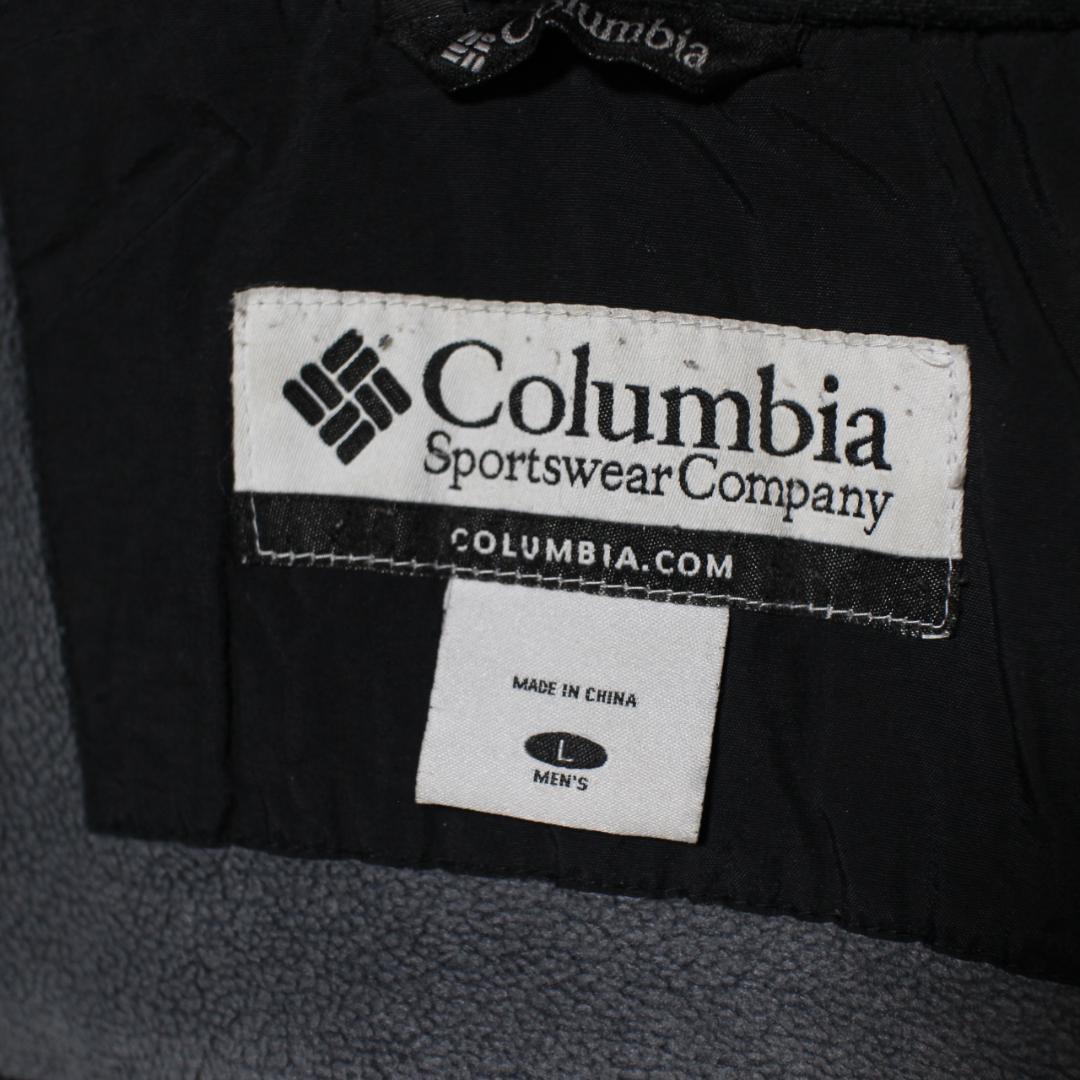 Columbia
Columbia
Sportswear Company
COLUMBIA.COM
MADE IN CHINA
L
MEN'S